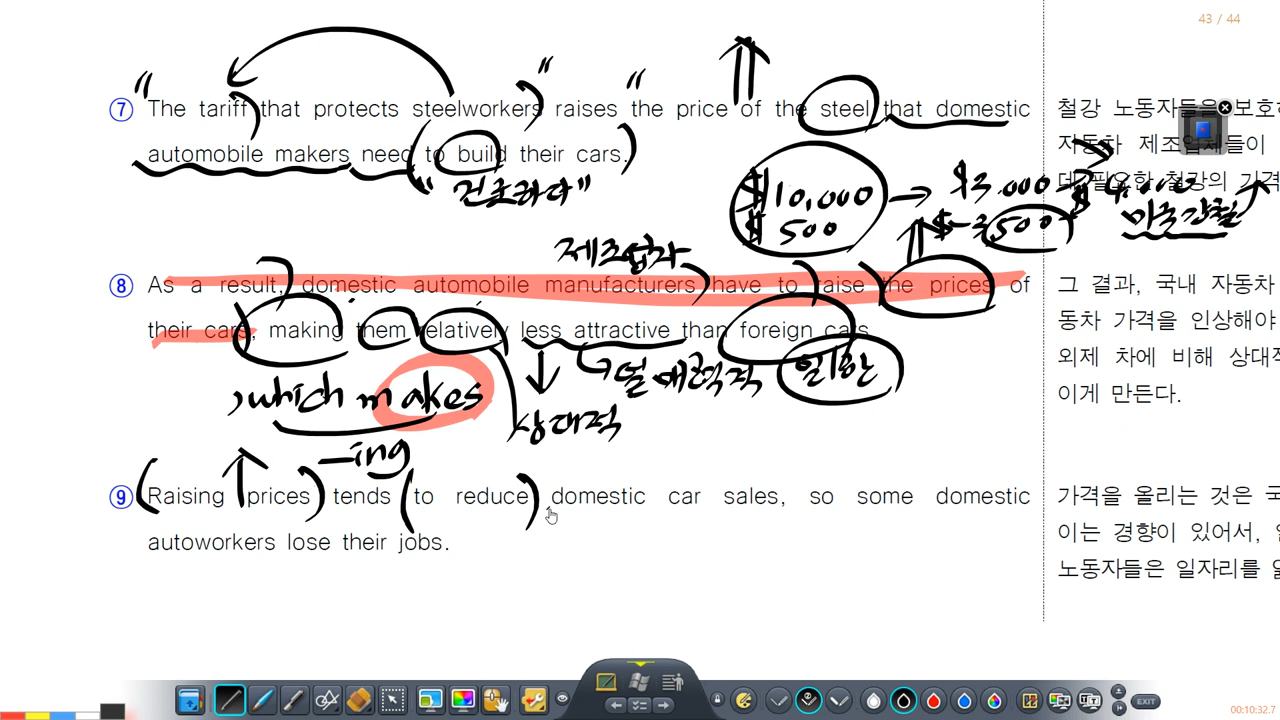 43 / 44
⑦ "The tariff that protects steelworkers" raises "the price of the steel that domestic
automobile makers need to build their cars.
"건조하다"
철강 노동자들을 보호하
자동차 제조업체들이
데 필요한 철강의 가격
$10,000 → $3,000
$500
500
미국 강철
제조업자
⑧ As a result, domestic automobile manufacturers have to raise the prices of
their cars, making them relatively less attractive than foreign cars.
그 결과, 국내 자동차
동차 가격을 인상해야
외제 차에 비해 상대적
이게 만든다.
덜 매력적
, which makes
상대적
-ing
⑨ Raising prices tends to reduce domestic car sales, so some domestic
autoworkers lose their jobs.
가격을 올리는 것은 국
이는 경향이 있어서,
노동자들은 일자리를 잃
EXIT
00:10:32.7